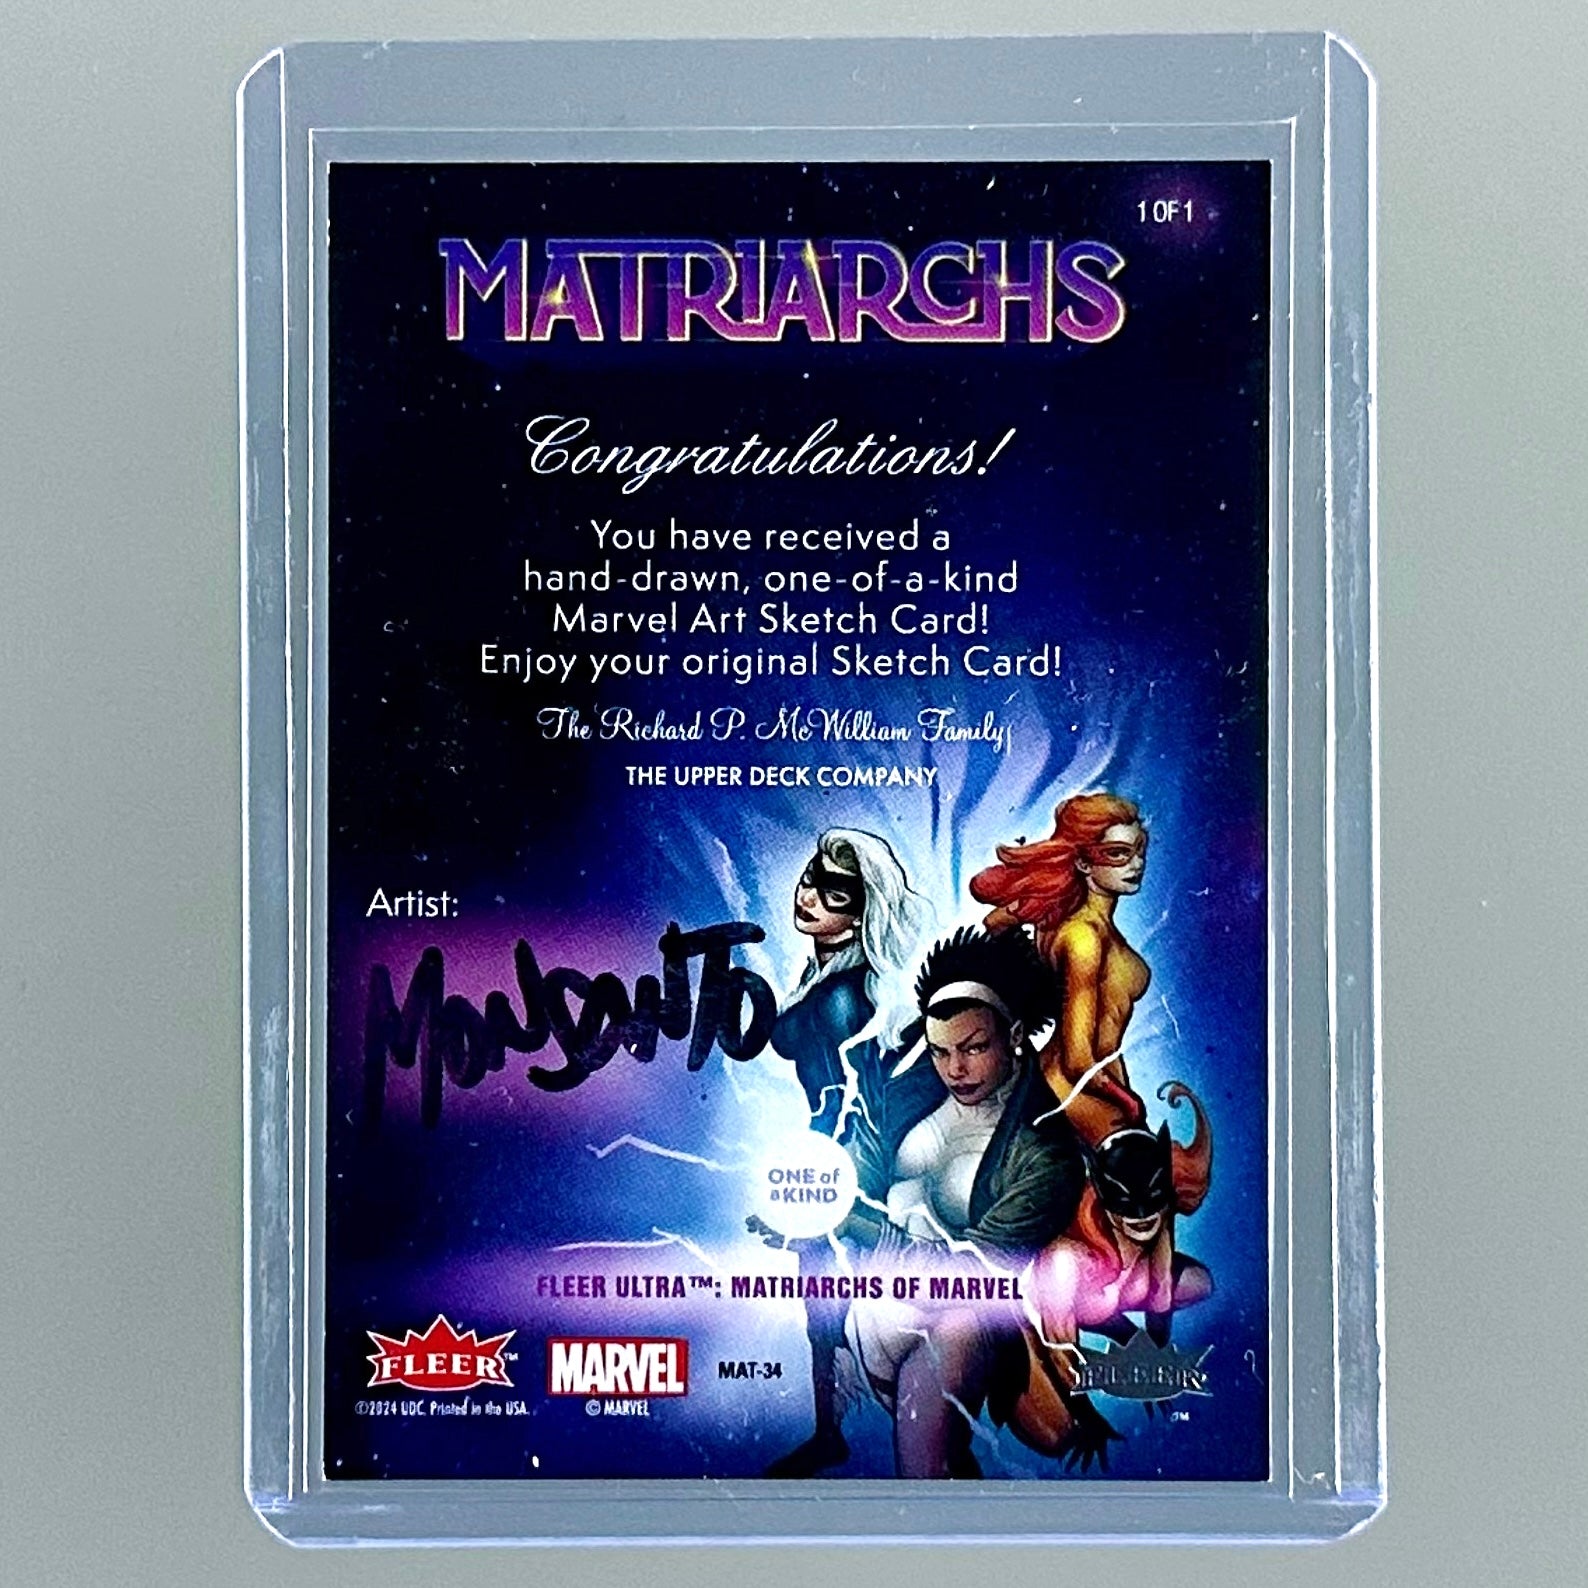 1 OF 1
MATRIARCHS
Congratulations!
You have received a
hand-drawn, one-of-a-kind
Marvel Art Sketch Card!
Enjoy your original Sketch Card!
The Richard P. McWilliam Family
THE UPPER DECK COMPANY
Artist:
MONSANTO
ONE of
a KIND
FLEER ULTRA™: MATRIARCHS OF MARVEL
FLEER™
MARVEL
MAT-34
FLEER
™
©2024 UDC. Printed in the USA.
© MARVEL